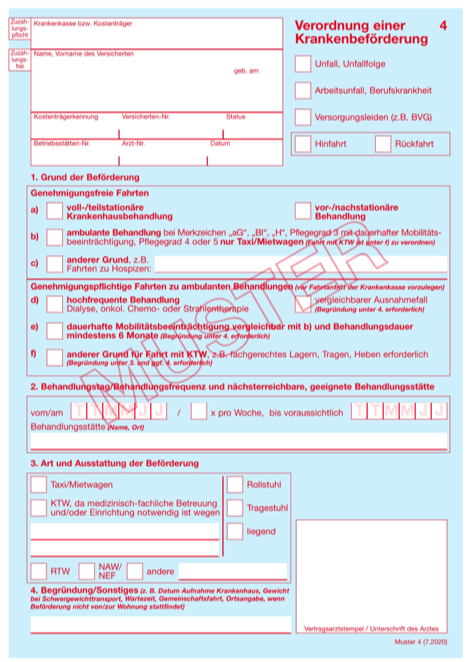 Zuzah-
lungs-
pflicht
Krankenkasse bzw. Kostenträger
Verordnung einer 4
Krankenbeförderung
Zuzah-
lungs-
frei
Name, Vorname des Versicherten
geb. am
Unfall, Unfallfolge
Arbeitsunfall, Berufskrankheit
Versorgungsleiden (z.B. BVG)
Kostenträgerkennung Versicherten-Nr. Status
Betriebsstätten-Nr. Arzt-Nr. Datum
Hinfahrt Rückfahrt
1. Grund der Beförderung
Genehmigungsfreie Fahrten
a) voll-/teilstationäre
Krankenhausbehandlung
vor-/nachstationäre
Behandlung
b) ambulante Behandlung bei Merkzeichen „aG", „Bl", „H", Pflegegrad 3 mit dauerhafter Mobilitäts-
beeinträchtigung, Pflegegrad 4 oder 5 nur Taxi/Mietwagen (Fahrt mit KTW ist unter f) zu verordnen)
c) anderer Grund, z.B.
Fahrten zu Hospizen:
Genehmigungspflichtige Fahrten zu ambulanten Behandlungen (vor Fahrtantritt der Krankenkasse vorzulegen)
d) hochfrequente Behandlung
Dialyse, onkol. Chemo- oder Strahlentherapie
vergleichbarer Ausnahmefall
(Begründung unter 4. erforderlich)
e) dauerhafte Mobilitätsbeeinträchtigung vergleichbar mit b) und Behandlungsdauer
mindestens 6 Monate (Begründung unter 4. erforderlich)
f) anderer Grund für Fahrt mit KTW, z.B. fachgerechtes Lagern, Tragen, Heben erforderlich
(Begründung unter 3. und ggf. 4. erforderlich)
MUSTER
2. Behandlungstag/Behandlungsfrequenz und nächsterreichbare, geeignete Behandlungsstätte
vom/am T T M M J J / x pro Woche, bis voraussichtlich T T M M J J
Behandlungsstätte (Name, Ort)
3. Art und Ausstattung der Beförderung
Taxi/Mietwagen
Rollstuhl
KTW, da medizinisch-fachliche Betreuung
und/oder Einrichtung notwendig ist wegen
Tragestuhl
liegend
RTW NAW/
NEF andere
4. Begründung/Sonstiges (z. B. Datum Aufnahme Krankenhaus, Gewicht
bei Schwergewichttransport, Wartezeit, Gemeinschaftsfahrt, Ortsangabe, wenn
Beförderung nicht von/zur Wohnung stattfindet)
Vertragsarztstempel / Unterschrift des Arztes
Muster 4 (7.2020)